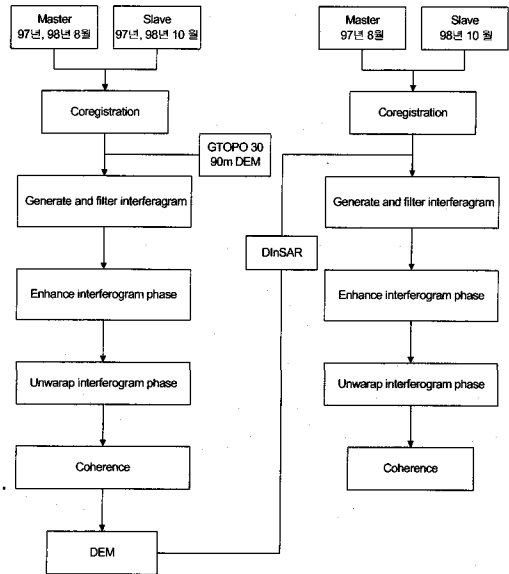 Master
97년, 98년 8월
Slave
97년, 98년 10 월
Coregistration
GTOPO 30
90m DEM
Generate and filter interferagram
Enhance interferogram phase
Unwarap interferogram phase
Coherence
DEM
DInSAR
Master
97년 8월
Slave
98년 10 월
Coregistration
Generate and filter interferagram
Enhance interferogram phase
Unwarap interferogram phase
Coherence